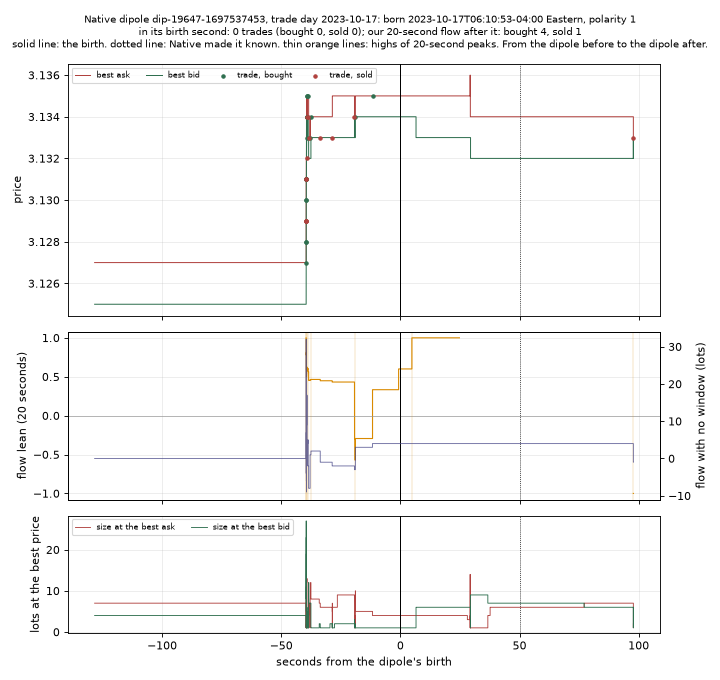 Native dipole dip-19647-1697537453, trade day 2023-10-17: born 2023-10-17T06:10:53-04:00 Eastern, polarity 1
in its birth second: 0 trades (bought 0, sold 0); our 20-second flow after it: bought 4, sold 1
solid line: the birth. dotted line: Native made it known. thin orange lines: highs of 20-second peaks. From the dipole before to the dipole after.
best ask
best bid
trade, bought
trade, sold
3.136
3.134
3.132
3.130
3.128
3.126
price
1.0
0.5
0.0
−0.5
−1.0
flow lean (20 seconds)
30
20
10
0
−10
flow with no window (lots)
size at the best ask
size at the best bid
20
10
0
lots at the best price
−100
−50
0
50
100
seconds from the dipole's birth